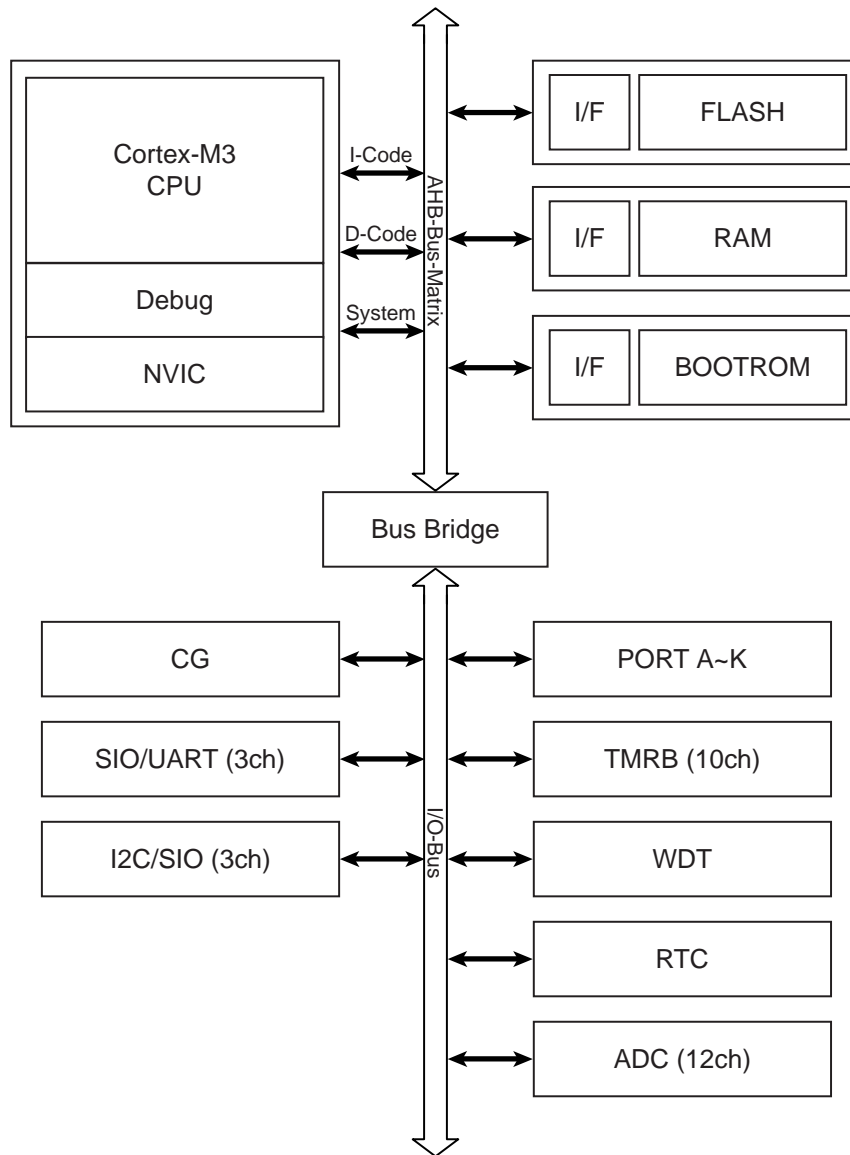 Cortex-M3
CPU
Debug
NVIC
I-Code
D-Code
System
AHB-Bus-Matrix
I/F
FLASH
I/F
RAM
I/F
BOOTROM
Bus Bridge
CG
SIO/UART (3ch)
I2C/SIO (3ch)
I/O-Bus
PORT A~K
TMRB (10ch)
WDT
RTC
ADC (12ch)